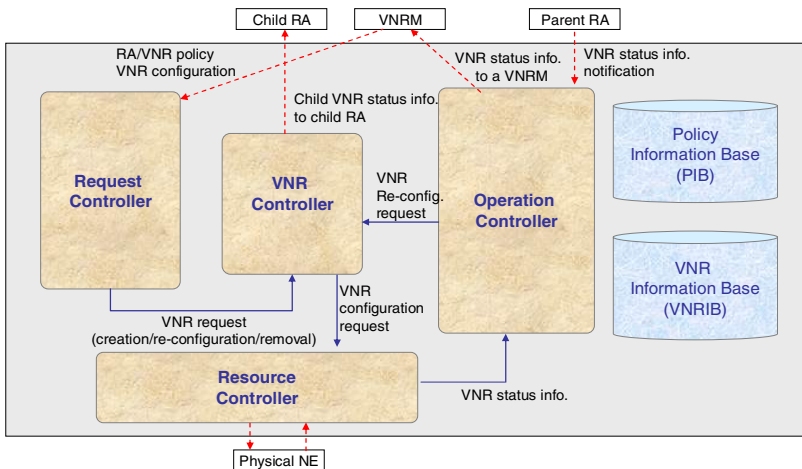 Child RA
VNRM
Parent RA
RA/VNR policy
VNR configuration
VNR status info.
to a VNRM
VNR status info.
notification
Child VNR status info.
to child RA
Request
Controller
VNR
Controller
VNR
Re-config.
request
Operation
Controller
Policy
Information Base
(PIB)
VNR
Information Base
(VNRIB)
VNR request
(creation/re-configuration/removal)
VNR
configuration
request
Resource
Controller
VNR status info.
Physical NE